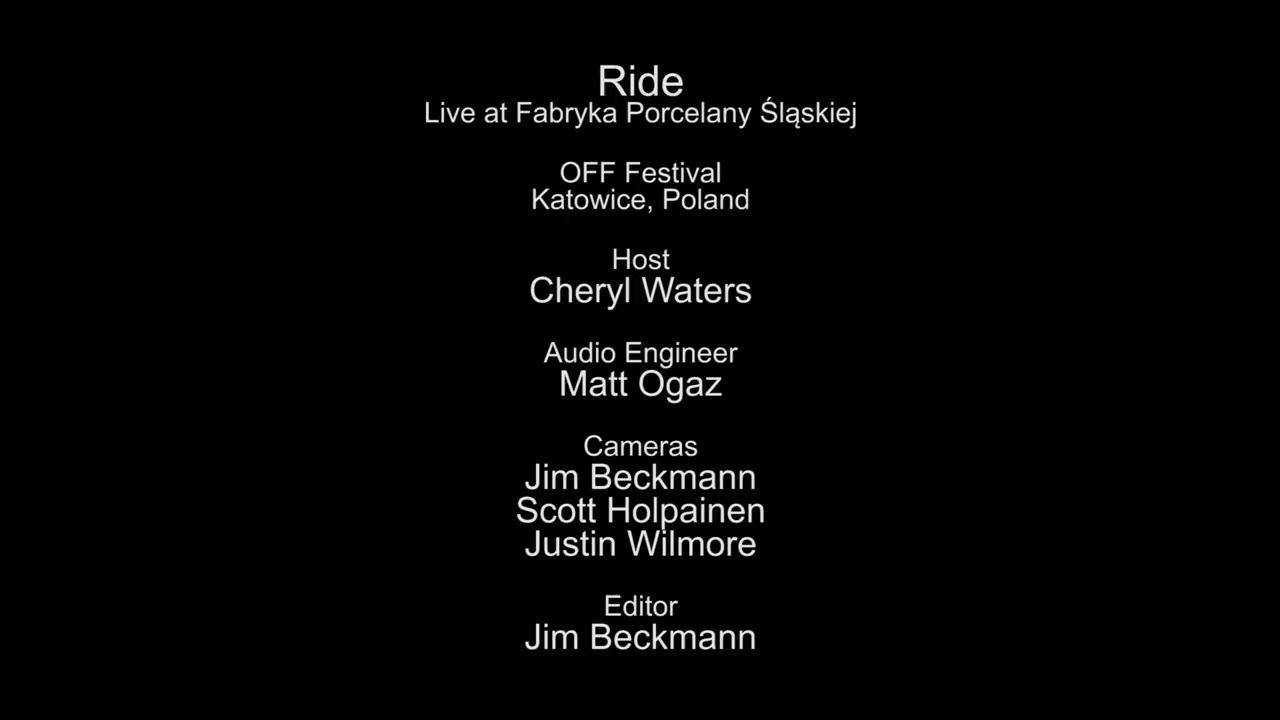 Ride
Live at Fabryka Porcelany Śląskiej
OFF Festival
Katowice, Poland
Host
Cheryl Waters
Audio Engineer
Matt Ogaz
Cameras
Jim Beckmann
Scott Holpainen
Justin Wilmore
Editor
Jim Beckmann